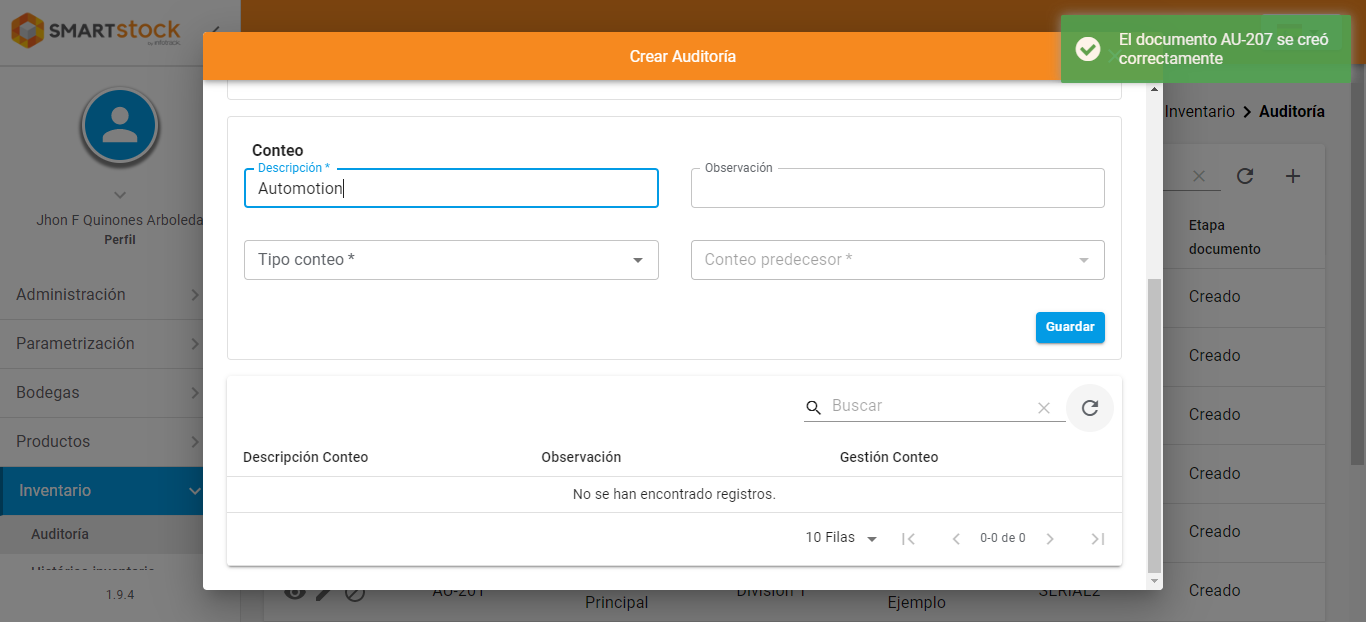 SMARTSTOCK
by infotrack
Crear Auditoría
El documento AU-207 se creó
correctamente
Inventario
Auditoría
Jhon F Quinones Arboleda
Perfil
Administración
Parametrización
Bodegas
Productos
Inventario
Auditoría
Histórico inventario
1.9.4
Conteo
Descripción *
Automotion
Observación
Tipo conteo *
Conteo predecesor *
Guardar
Buscar
Descripción Conteo
Observación
Gestión Conteo
No se han encontrado registros.
10 Filas
0-0 de 0
Etapa
documento
Creado
Creado
Creado
Creado
Creado
Creado
AU-201
Principal
División 1
Ejemplo
SERIAL2